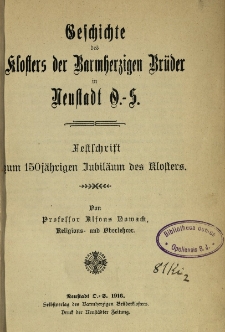 Geschichte
des
Klosters der Barmherzigen Brüder
in
Neustadt O.-S.
Festschrift
zum 150jährigen Jubiläum des Klosters.
Von
Professor Alfons Nowack,
Religions- und Oberlehrer.
Neustadt O.-S. 1916.
Selbstverlag des Barmherzigen Brüderklosters.
Druck der Neustädter Zeitung.